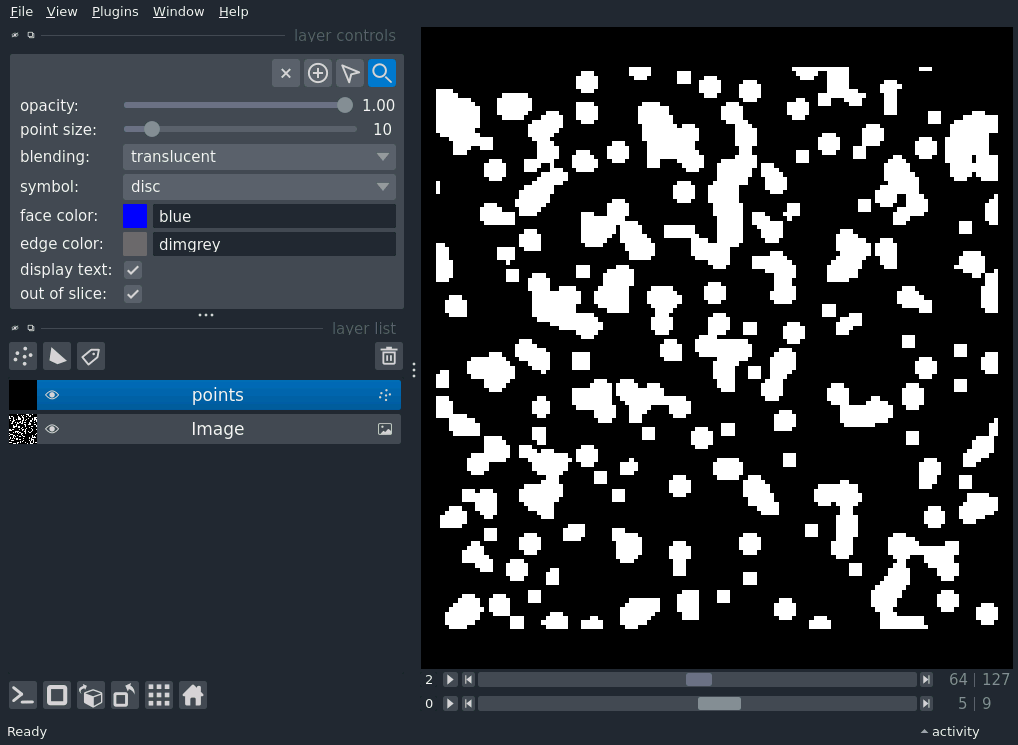 File View Plugins Window Help
layer controls
opacity: 1.00
point size: 10
blending: translucent
symbol: disc
face color: blue
edge color: dimgrey
display text:
out of slice:
layer list
points
Image
2 64 | 127
0 5 | 9
Ready activity